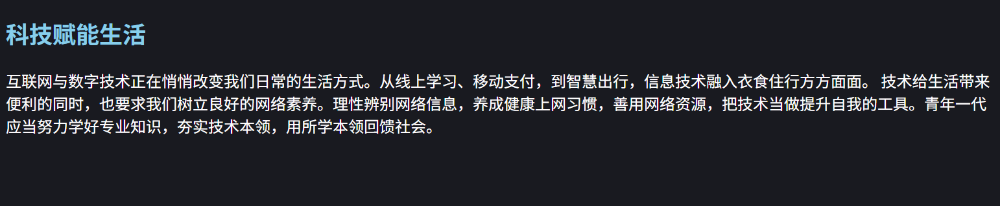 科技赋能生活
互联网与数字技术正在悄悄改变我们日常的生活方式。从线上学习、移动支付，到智慧出行，信息技术融入衣食住行方方面面。 技术给生活带来
便利的同时，也要求我们树立良好的网络素养。理性辨别网络信息，养成健康上网习惯，善用网络资源，把技术当做提升自我的工具。青年一代
应当努力学好专业知识，夯实技术本领，用所学本领回馈社会。